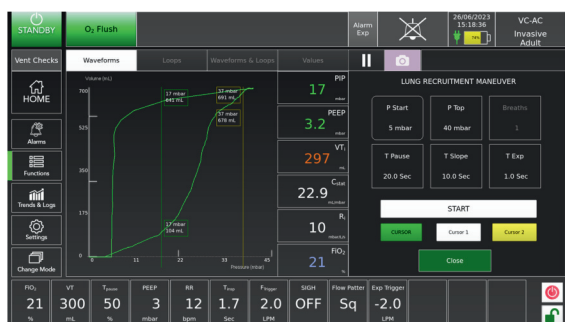 STANDBY
O₂ Flush
Alarm
Exp
26/06/2023
15:18:36
74%
VC-AC
Invasive
Adult
Vent Checks
Waveforms
Loops
Waveforms & Loops
Values
HOME
Alarms
Functions
Trends & Logs
Settings
Change Mode
Volume (mL)
700
525
350
175
0
0
11
22
33
45
Pressure (mbar)
17 mbar
641 mL
37 mbar
691 mL
37 mbar
678 mL
17 mbar
104 mL
PIP
17
mbar
PEEP
3.2
mbar
VTi
297
mL
Cstat
22.9
mL/mbar
Ri
10
mbar/L/s
FiO₂
21
%
LUNG RECRUITMENT MANEUVER
P Start
5 mbar
P Top
40 mbar
Breaths
1
T Pause
20.0 Sec
T Slope
10.0 Sec
T Exp
1.0 Sec
START
CURSOR
Cursor 1
Cursor 2
Close
FiO₂
21
%
VT
300
mL
Tpause
50
%
PEEP
3
mbar
RR
12
bpm
Tinsp
1.7
Sec
FTrigger
2.0
LPM
SIGH
OFF
Flow Patter
Sq
Exp Trigger
-2.0
LPM